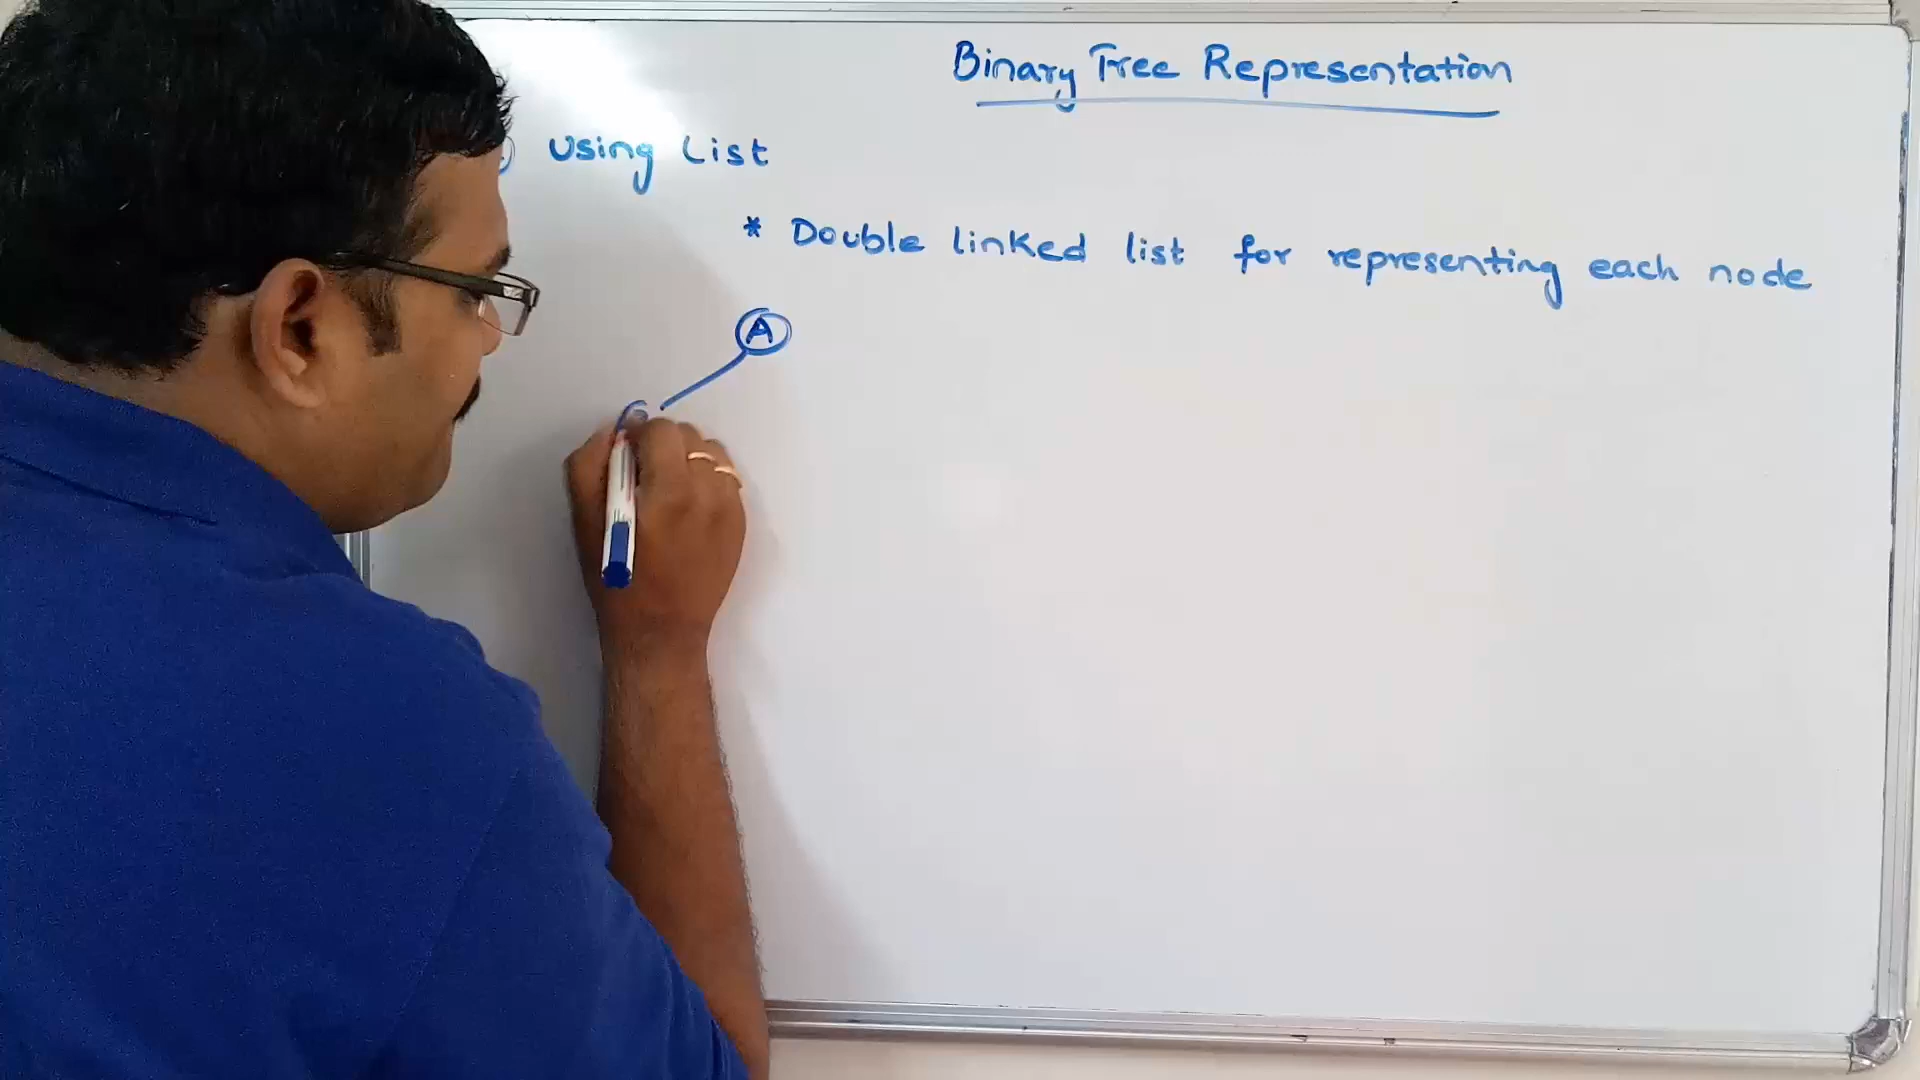 Binary Tree Representation
Using List
* Double linked list for representing each node
A